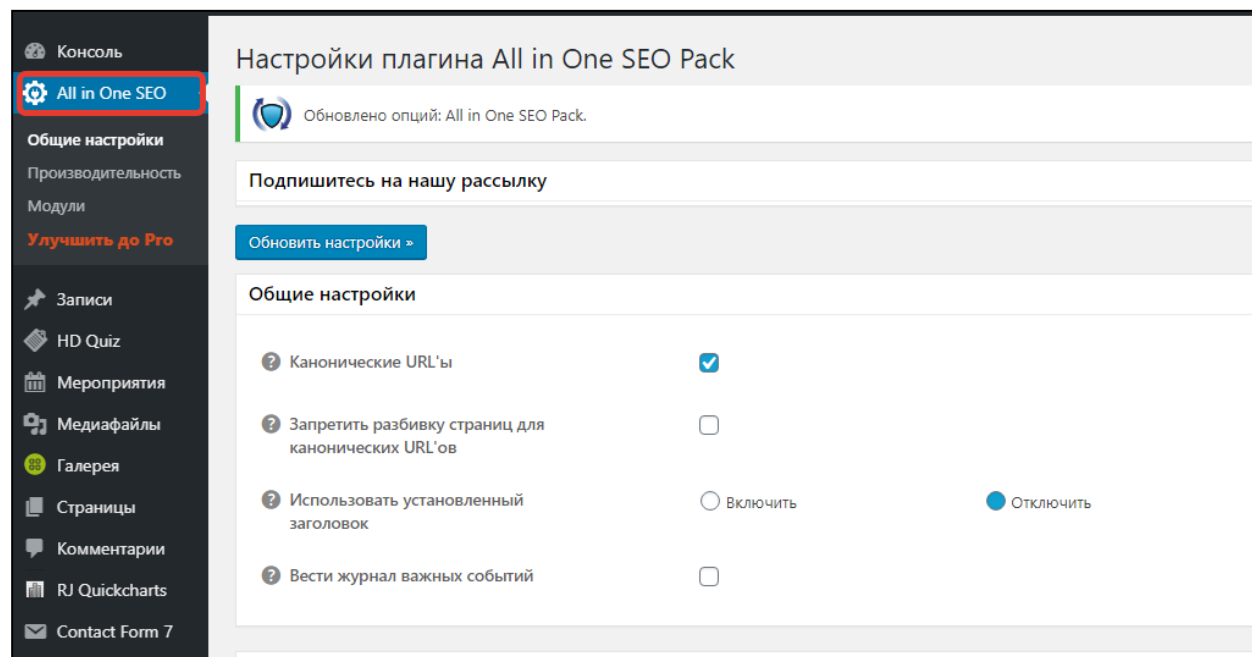 Консоль
All in One SEO
Общие настройки
Производительность
Модули
Улучшить до Pro
Записи
HD Quiz
Мероприятия
Медиафайлы
Галерея
Страницы
Комментарии
RJ Quickcharts
Contact Form 7
Настройки плагина All in One SEO Pack
Обновлено опций: All in One SEO Pack.
Подпишитесь на нашу рассылку
Обновить настройки »
Общие настройки
Канонические URL'ы
Запретить разбивку страниц для
канонических URL'ов
Использовать установленный
заголовок
Включить
Отключить
Вести журнал важных событий